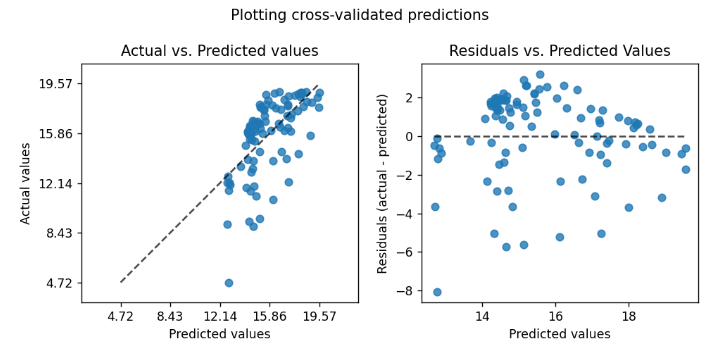 Plotting cross-validated predictions
Actual vs. Predicted values
19.57
15.86
12.14
8.43
4.72
Actual values
4.72 8.43 12.14 15.86 19.57
Predicted values
Residuals vs. Predicted Values
2
0
−2
−4
−6
−8
Residuals (actual - predicted)
14 16 18
Predicted values